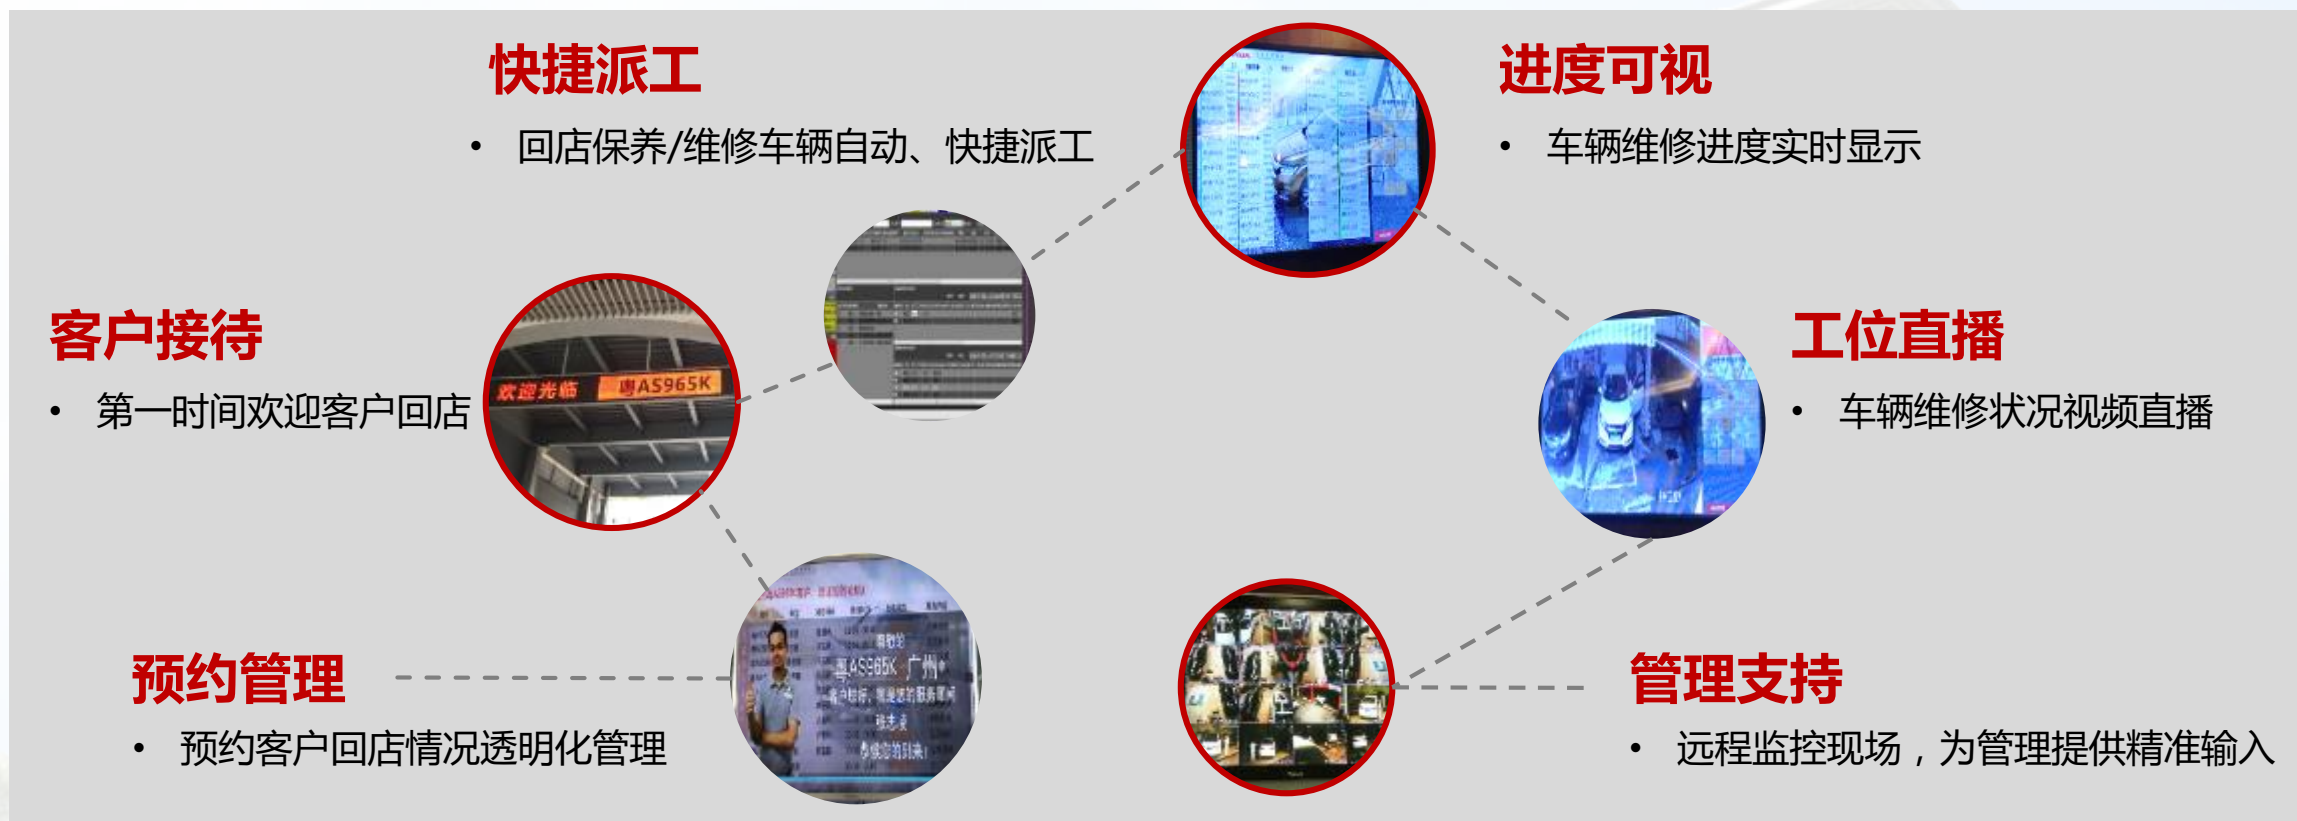 快捷派工
• 回店保养/维修车辆自动、快捷派工
进度可视
• 车辆维修进度实时显示
客户接待
• 第一时间欢迎客户回店
欢迎光临 粤AS965K
工位直播
• 车辆维修状况视频直播
预约管理
• 预约客户回店情况透明化管理
尊敬的
粤AS965K 广州*
管理支持
• 远程监控现场，为管理提供精准输入